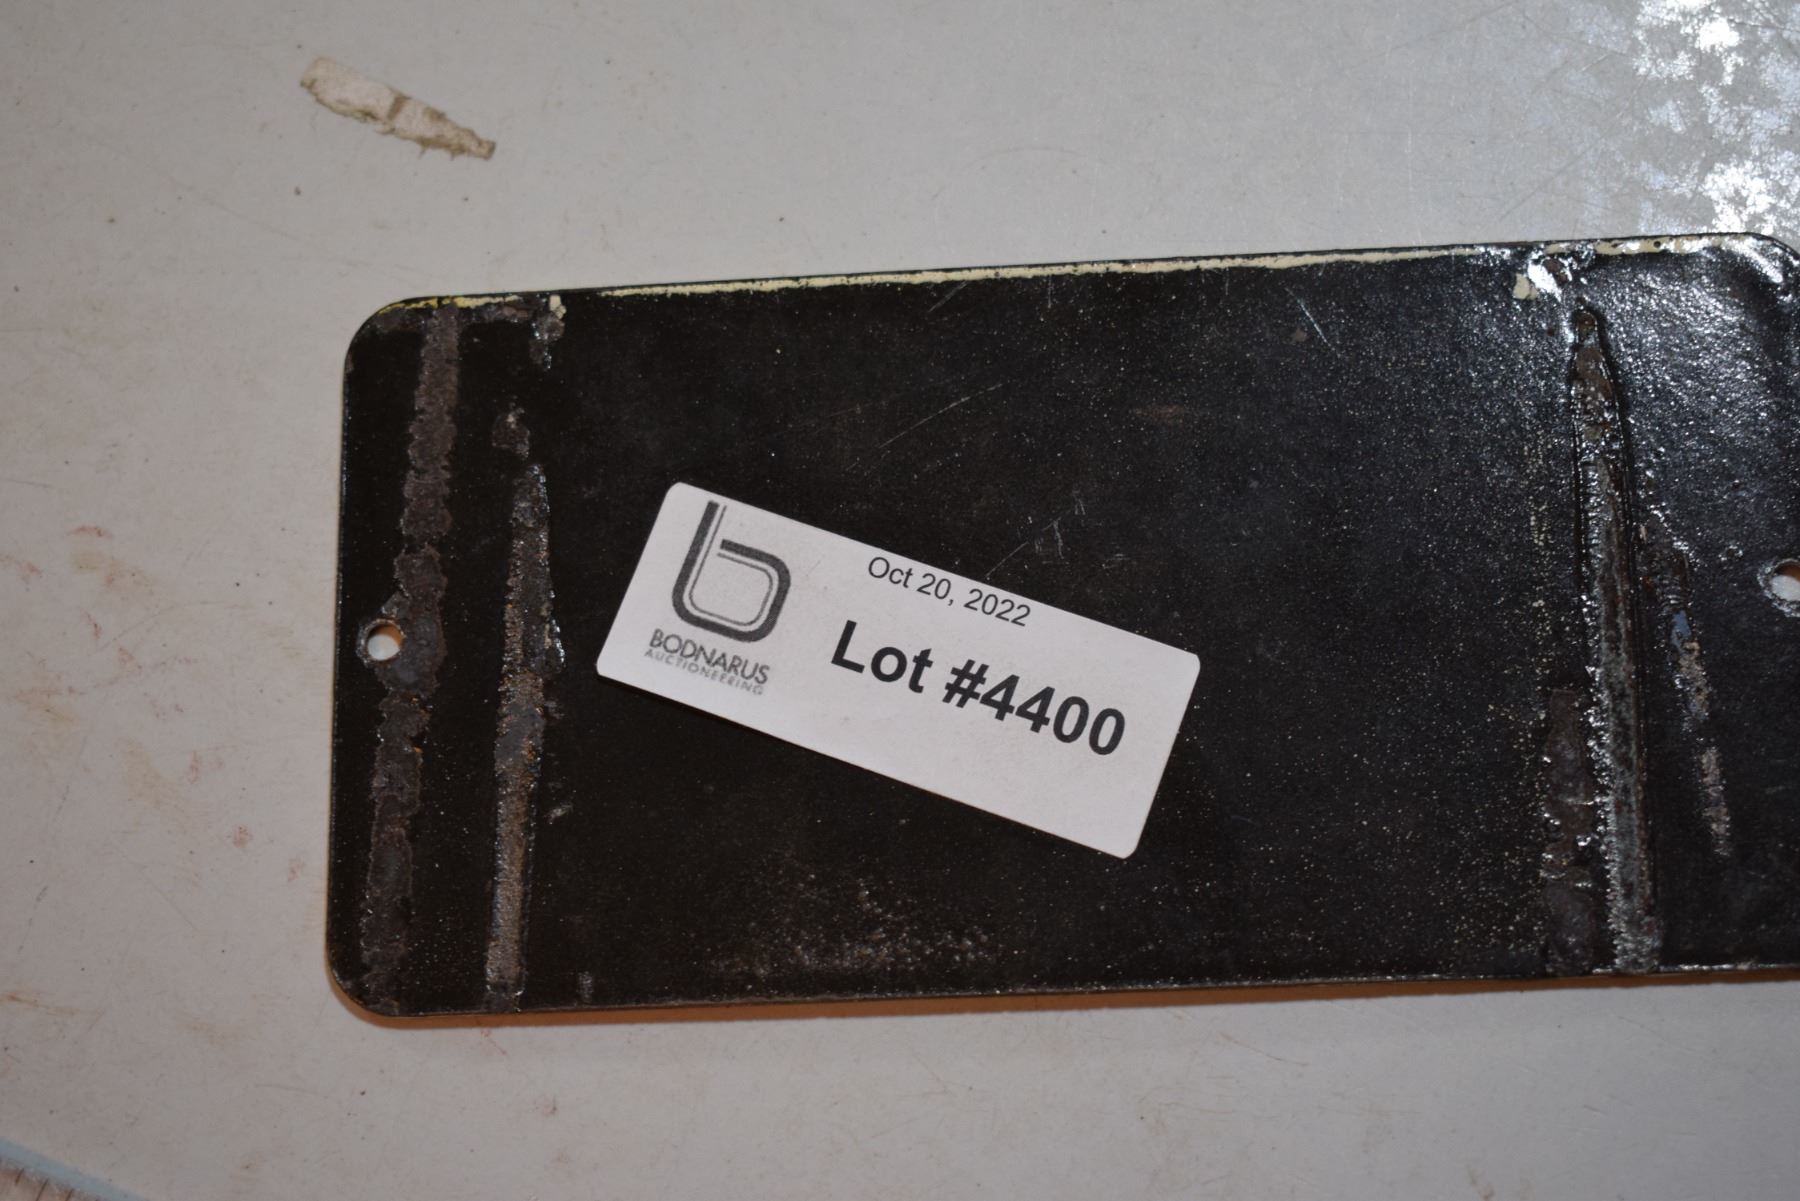 Oct 20, 2022
Lot #4400
b
BODNARUS
AUCTIONEERING